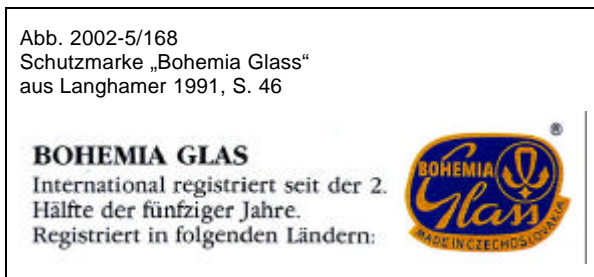 Abb. 2002-5/168
Schutzmarke „Bohemia Glass“
aus Langhamer 1991, S. 46
BOHEMIA GLAS
International registriert seit der 2.
Hälfte der fünfziger Jahre.
Registriert in folgenden Ländern:
®
BOHEMIA
Glass
MADE IN CZECHOSLOVAKIA